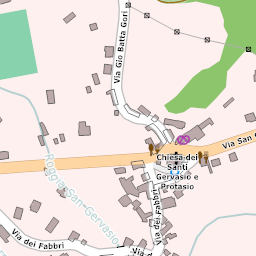 Via Gio Batta Gori
Via San
Chiesa dei
Santi
Gervasio e
Protasio
Roggia San Gervasio
Via dei Fabbri
Via dei Fabbri